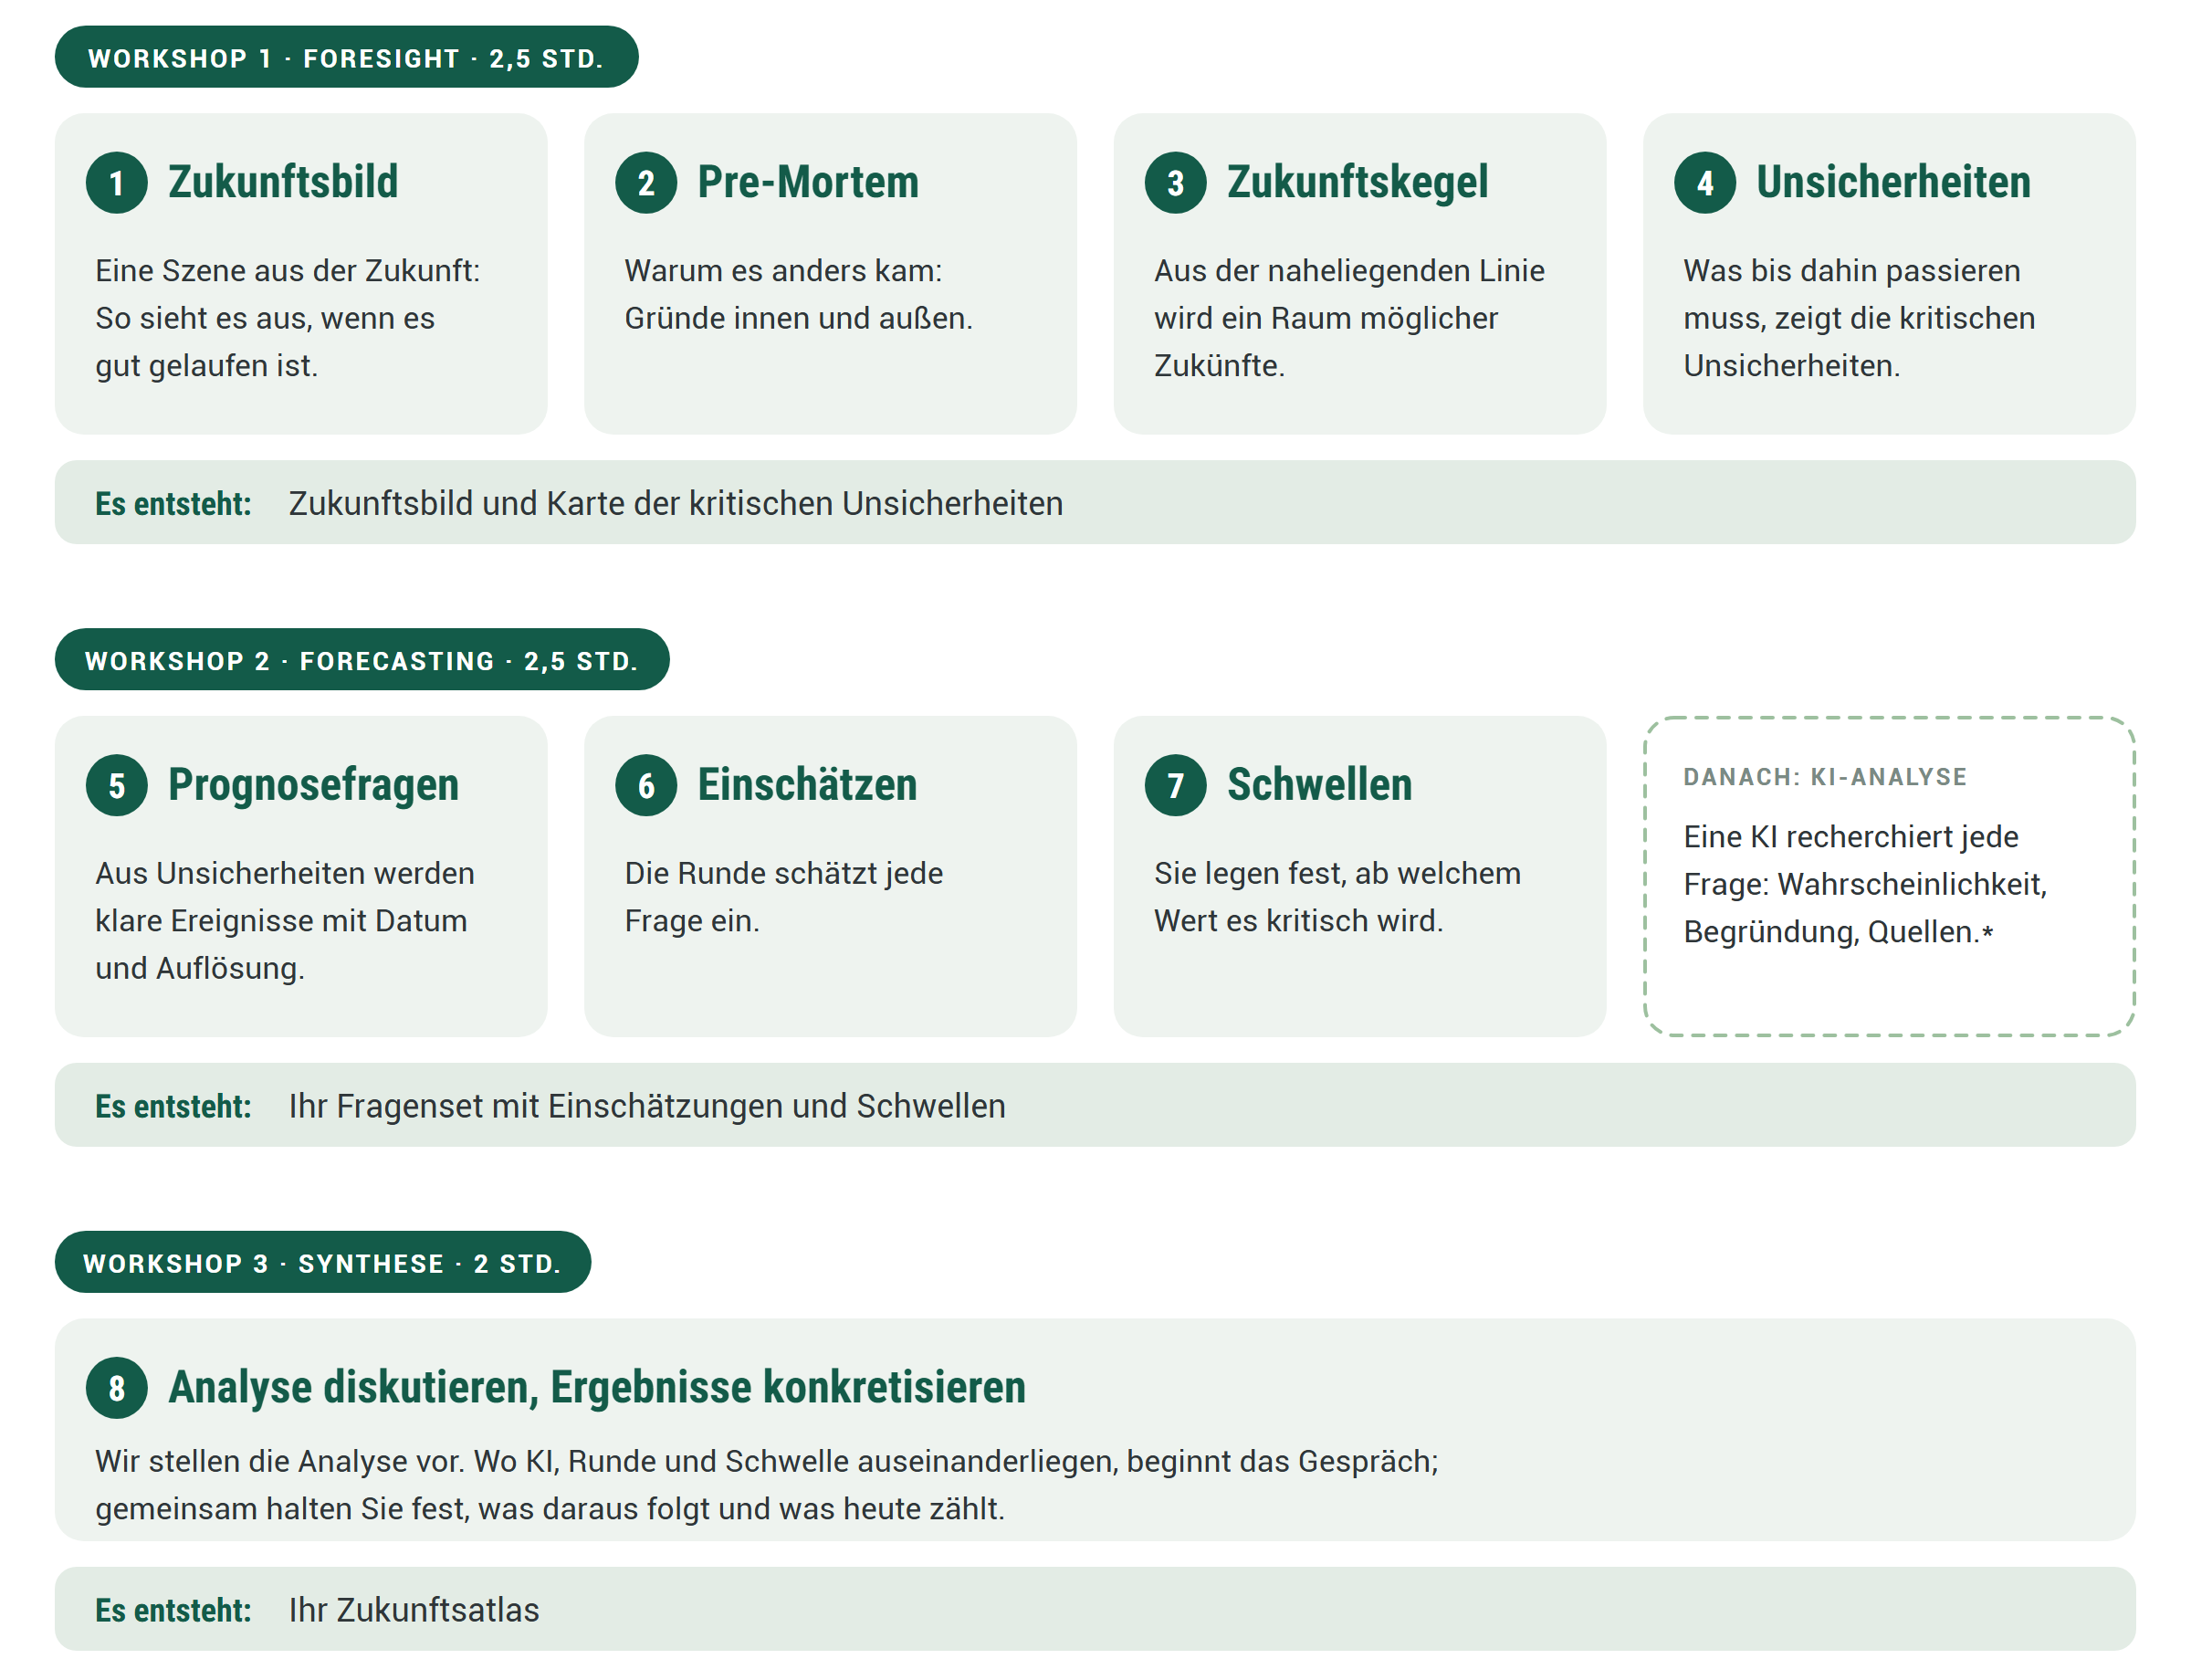 WORKSHOP 1 · FORESIGHT · 2,5 STD.
1 Zukunftsbild
Eine Szene aus der Zukunft:
So sieht es aus, wenn es
gut gelaufen ist.
2 Pre-Mortem
Warum es anders kam:
Gründe innen und außen.
3 Zukunftskegel
Aus der naheliegenden Linie
wird ein Raum möglicher
Zukünfte.
4 Unsicherheiten
Was bis dahin passieren
muss, zeigt die kritischen
Unsicherheiten.
Es entsteht: Zukunftsbild und Karte der kritischen Unsicherheiten
WORKSHOP 2 · FORECASTING · 2,5 STD.
5 Prognosefragen
Aus Unsicherheiten werden
klare Ereignisse mit Datum
und Auflösung.
6 Einschätzen
Die Runde schätzt jede
Frage ein.
7 Schwellen
Sie legen fest, ab welchem
Wert es kritisch wird.
DANACH: KI-ANALYSE
Eine KI recherchiert jede
Frage: Wahrscheinlichkeit,
Begründung, Quellen.*
Es entsteht: Ihr Fragenset mit Einschätzungen und Schwellen
WORKSHOP 3 · SYNTHESE · 2 STD.
8 Analyse diskutieren, Ergebnisse konkretisieren
Wir stellen die Analyse vor. Wo KI, Runde und Schwelle auseinanderliegen, beginnt das Gespräch;
gemeinsam halten Sie fest, was daraus folgt und was heute zählt.
Es entsteht: Ihr Zukunftsatlas